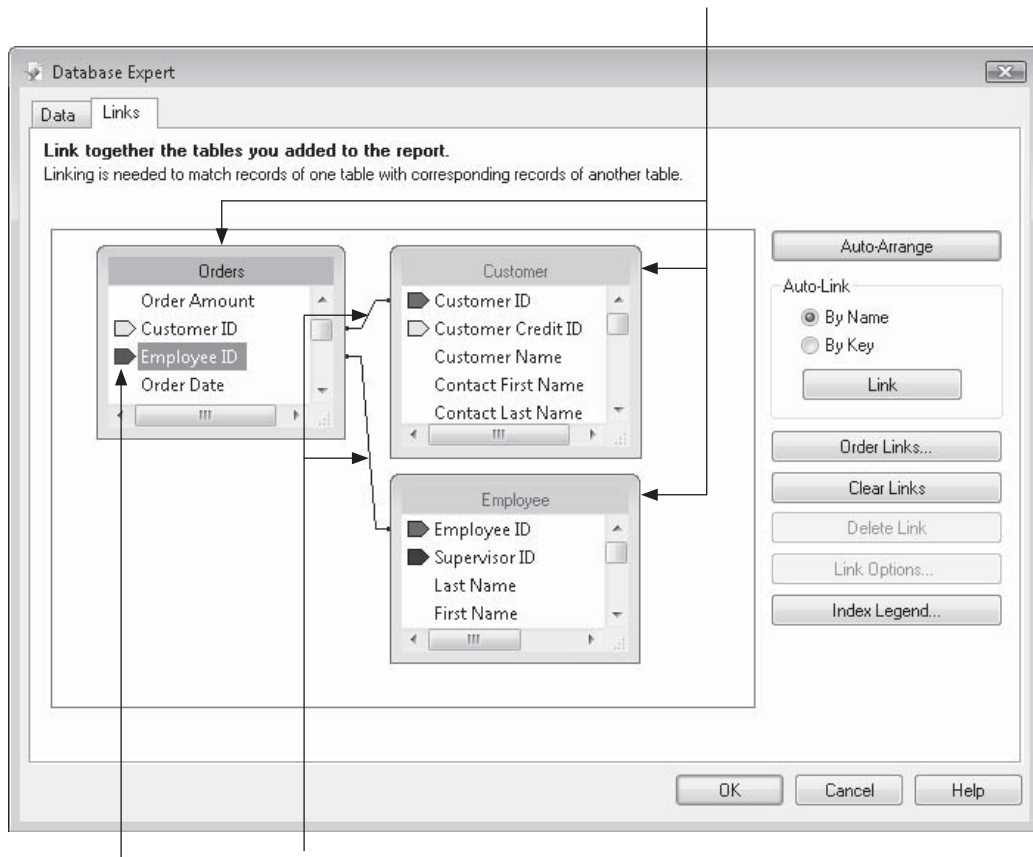 Database Expert
Data
Links
Link together the tables you added to the report.
Linking is needed to match records of one table with corresponding records of another table.
Orders
Order Amount
Customer ID
Employee ID
Order Date
Customer
Customer ID
Customer Credit ID
Customer Name
Contact First Name
Contact Last Name
Employee
Employee ID
Supervisor ID
Last Name
First Name
Auto-Arrange
Auto-Link
By Name
By Key
Link
Order Links...
Clear Links
Delete Link
Link Options...
Index Legend...
OK
Cancel
Help